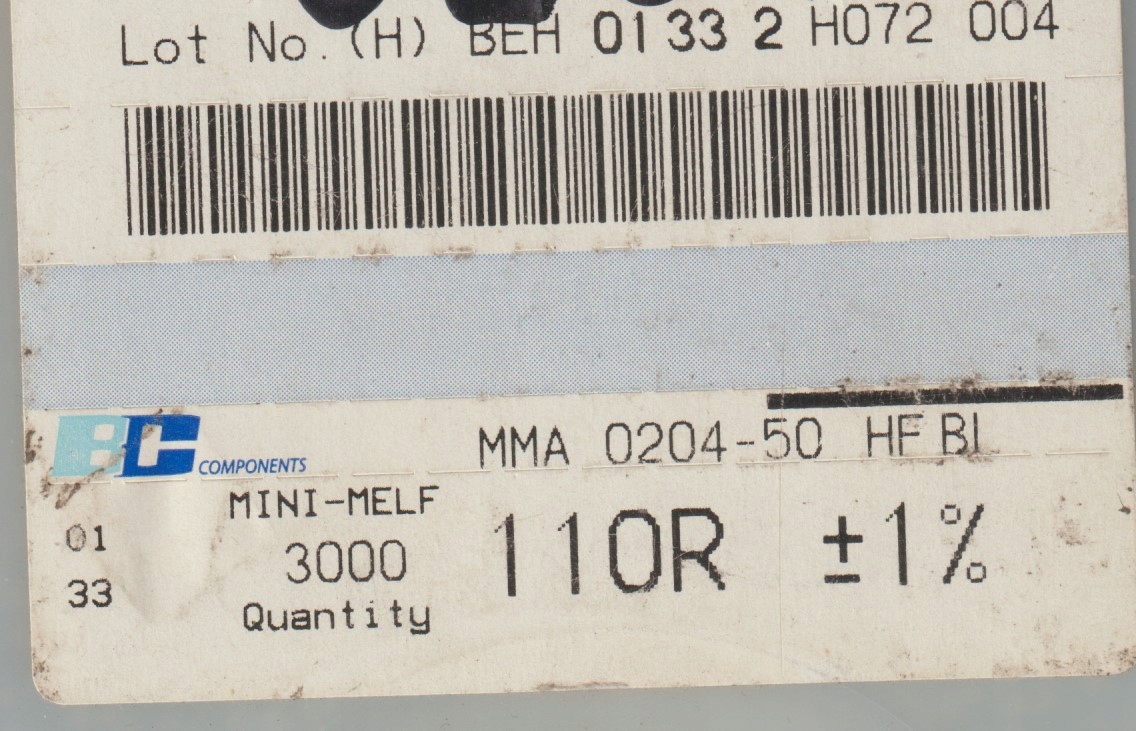 Lot No. (H) BEH 01 33 2 H072 004
BC COMPONENTS
MMA 0204-50 HF BL
MINI-MELF
01
33
3000
Quantity
110R ±1%